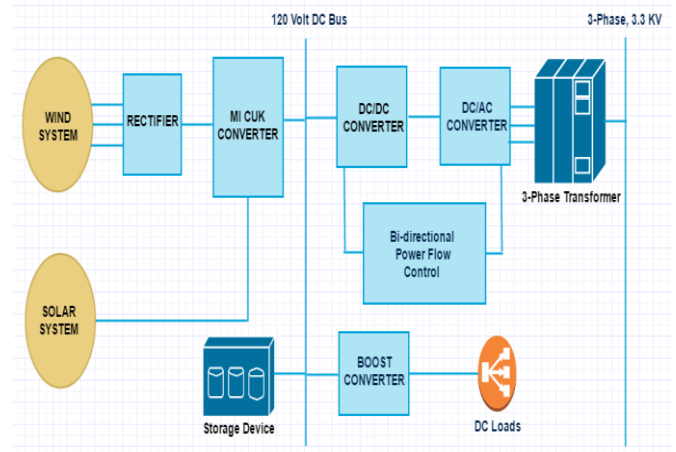 120 Volt DC Bus
3-Phase, 3.3 KV
WIND
SYSTEM
RECTIFIER
MI CUK
CONVERTER
DC/DC
CONVERTER
DC/AC
CONVERTER
3-Phase Transformer
Bi-directional
Power Flow
Control
SOLAR
SYSTEM
BOOST
CONVERTER
Storage Device
DC Loads